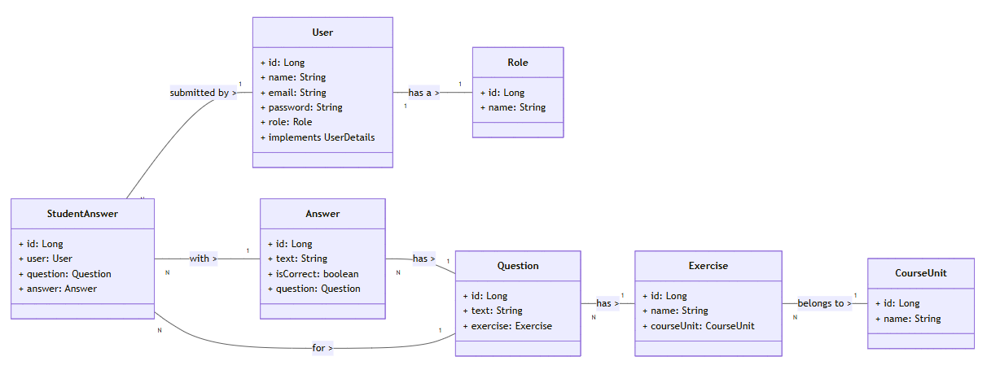 User
+ id: Long
+ name: String
+ email: String
+ password: String
+ role: Role
+ implements UserDetails
Role
+ id: Long
+ name: String
submitted by >
1
has a >
1
1
N
StudentAnswer
+ id: Long
+ user: User
+ question: Question
+ answer: Answer
with >
1
N
Answer
+ id: Long
+ text: String
+ isCorrect: boolean
+ question: Question
has >
1
N
Question
+ id: Long
+ text: String
+ exercise: Exercise
has >
1
N
Exercise
+ id: Long
+ name: String
+ courseUnit: CourseUnit
belongs to >
1
N
CourseUnit
+ id: Long
+ name: String
N
for >
1